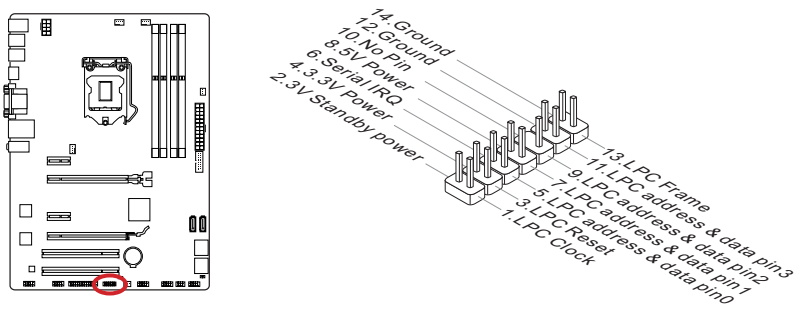 14.Ground
12.Ground
10.No Pin
8.5V Power
6.Serial IRQ
4.3.3V Power
2.3V Standby power
13.LPC Frame
11.LPC address & data pin3
9.LPC address & data pin2
7.LPC address & data pin1
5.LPC address & data pin0
3.LPC Reset
1.LPC Clock